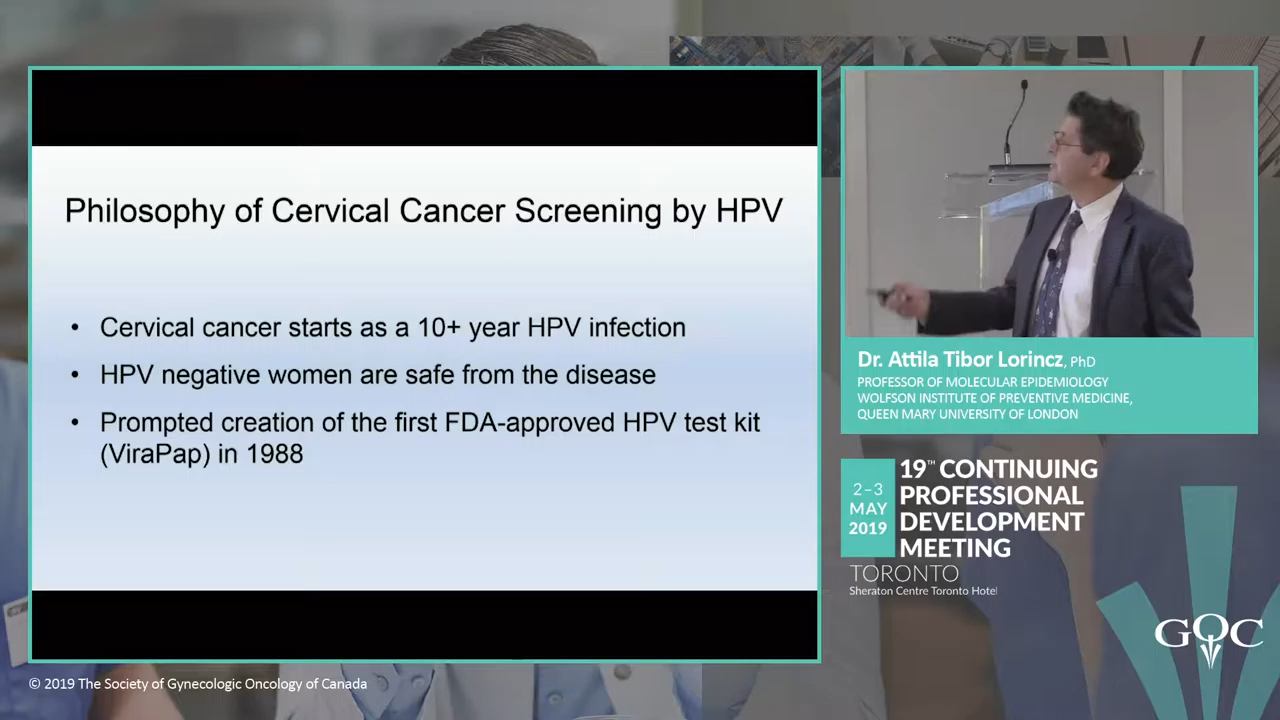 Philosophy of Cervical Cancer Screening by HPV
• Cervical cancer starts as a 10+ year HPV infection
• HPV negative women are safe from the disease
• Prompted creation of the first FDA-approved HPV test kit
(ViraPap) in 1988
Dr. Attila Tibor Lorincz, PhD
PROFESSOR OF MOLECULAR EPIDEMIOLOGY
WOLFSON INSTITUTE OF PREVENTIVE MEDICINE,
QUEEN MARY UNIVERSITY OF LONDON
2–3
MAY
2019
19™ CONTINUING
PROFESSIONAL
DEVELOPMENT
MEETING
TORONTO
Sheraton Centre Toronto Hotel
GOC
© 2019 The Society of Gynecologic Oncology of Canada